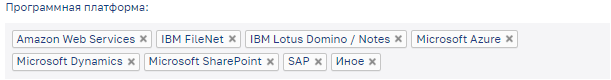 Программная платформа:
Amazon Web Services × IBM FileNet × IBM Lotus Domino / Notes × Microsoft Azure ×
Microsoft Dynamics × Microsoft SharePoint × SAP × Иное ×